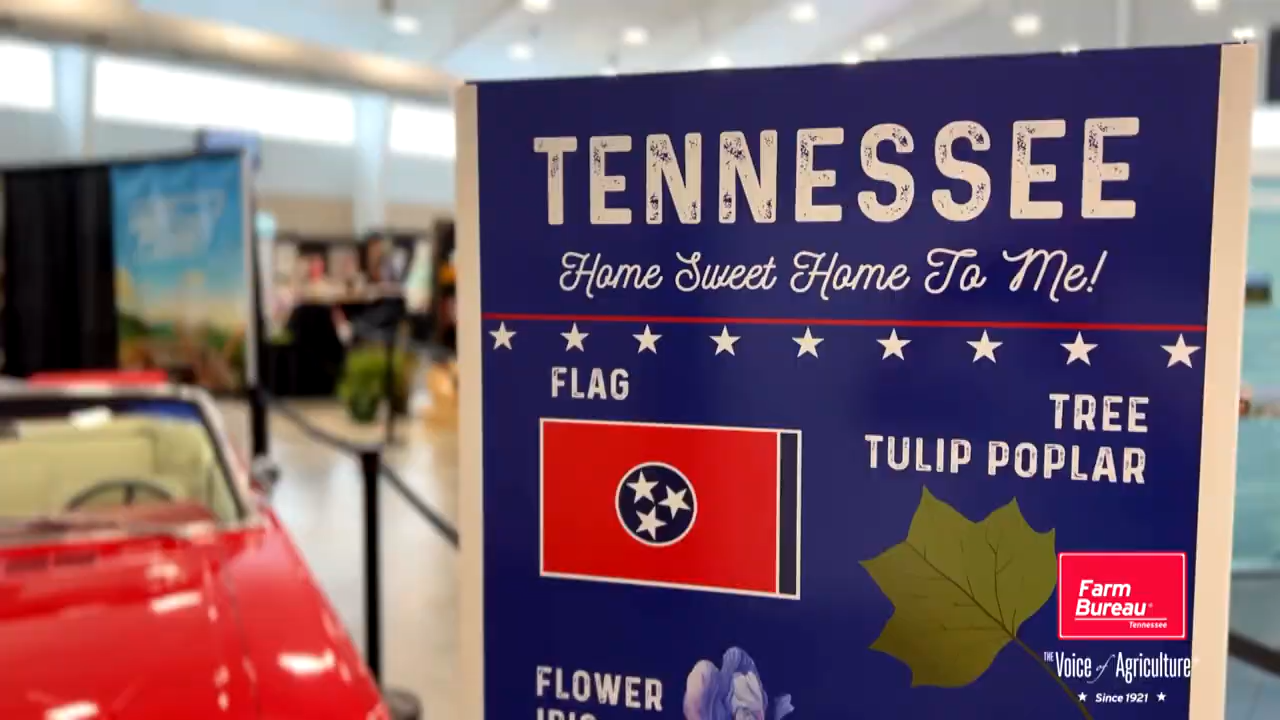 TENNESSEE
Home Sweet Home To Me!
FLAG
TREE
TULIP POPLAR
FLOWER
IRIS
Farm
Bureau®
Tennessee
THE Voice of Agriculture
★ Since 1921 ★